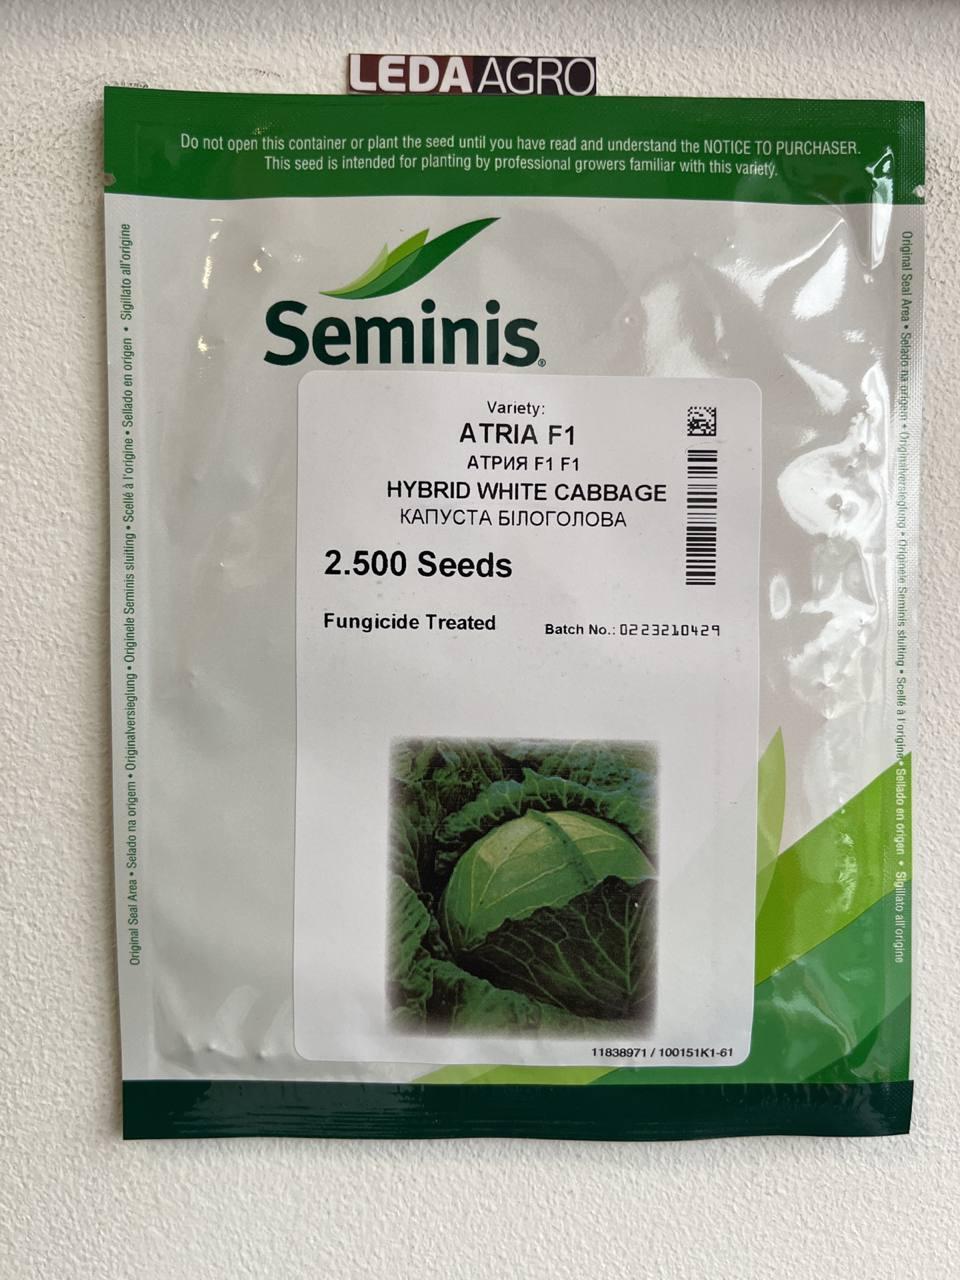 LEDA AGRO
Do not open this container or plant the seed until you have read and understand the NOTICE TO PURCHASER.
This seed is intended for planting by professional growers familiar with this variety.
Seminis®
Variety:
ATRIA F1
АТРИЯ F1 F1
HYBRID WHITE CABBAGE
КАПУСТА БІЛОГОЛОВА
2.500 Seeds
Fungicide Treated
Batch No.: 0223210429
11838971 / 100151K1-61
Original Seal Area • Selado na origem • Originalversieglung • Originele Seminis sluiting • Scellé à l'origine • Sellado en origen • Sigillato all'origine
Original Seal Area • Selado na origem • Originalversieglung • Originele Seminis sluiting • Scellé à l'origine • Sellado en origen • Sigillato all'origine